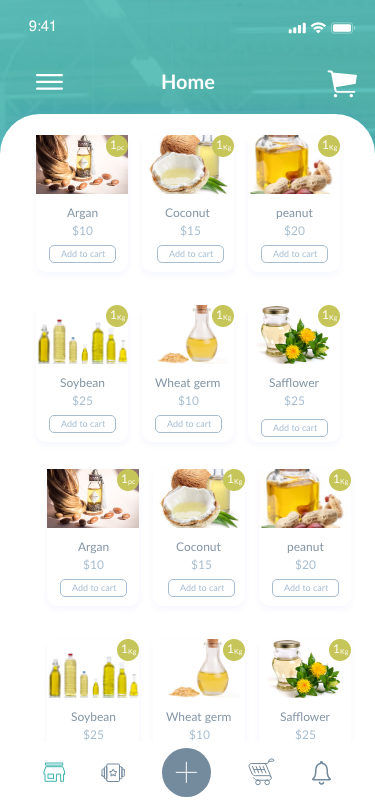 9:41
Home
1pc 1Kg 1Kg
Argan Coconut peanut
$10 $15 $20
Add to cart Add to cart Add to cart
1Kg 1Kg 1Kg
Soybean Wheat germ Safflower
$25 $10 $25
Add to cart Add to cart Add to cart
1pc 1Kg 1Kg
Argan Coconut peanut
$10 $15 $20
Add to cart Add to cart Add to cart
1Kg 1Kg 1Kg
Soybean Wheat germ Safflower
$25 $10 $25